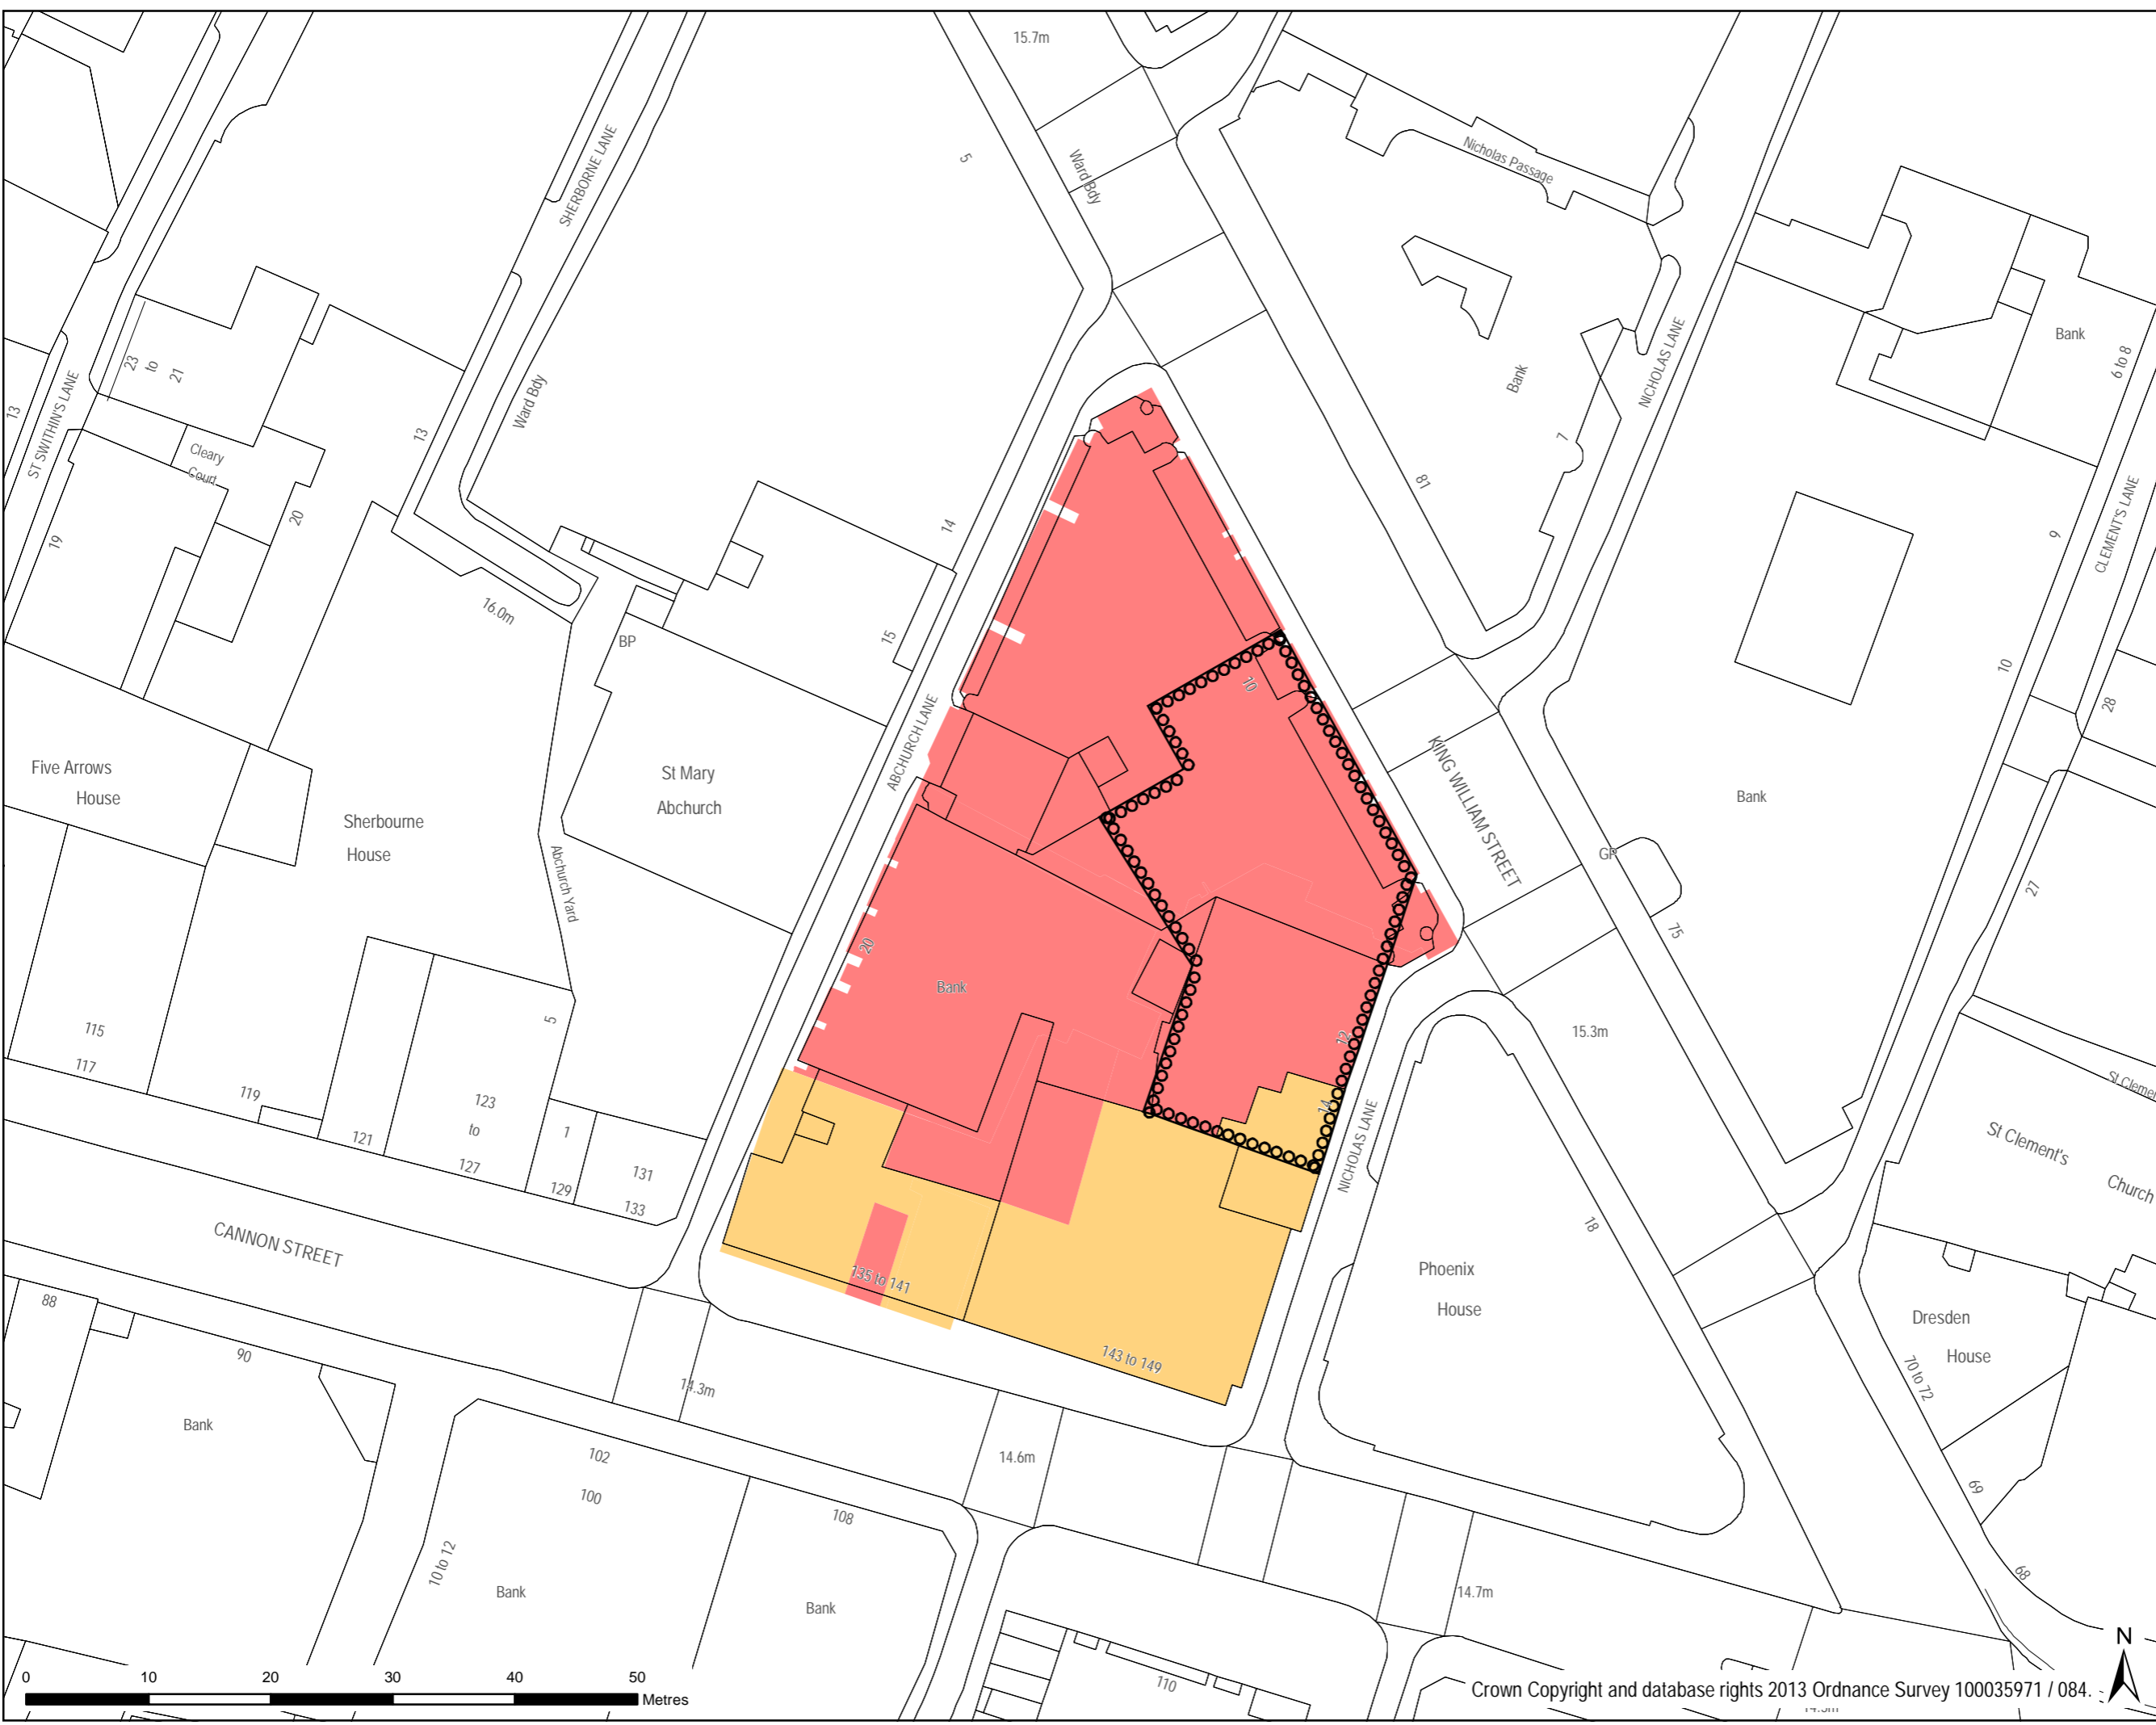 15.7m
5
Ward Bdy
SHERBORNE LANE
Nicholas Passage
Bank
6 to 8
NICHOLAS LANE
Bank
7
81
23
to
21
13
ST SWITHIN'S LANE
Ward Bdy
13
Cleary
Court
20
19
14
9
CLEMENT'S LANE
16.0m
BP
15
10
10
28
ABCHURCH LANE
KING WILLIAM STREET
Five Arrows
House
St Mary
Abchurch
Bank
Sherbourne
House
GP
Abchurch Yard
27
75
20
Bank
115
117
5
12
15.3m
119
123
to
127
121
1
129
131
133
14
NICHOLAS LANE
St Clement's
Church
CANNON STREET
18
135 to 141
Phoenix
House
88
90
Dresden
House
143 to 149
70 to 72
14.3m
Bank
102
100
14.6m
69
108
10 to 12
Bank
Bank
14.7m
68
N
110
0 10 20 30 40 50
Metres
Crown Copyright and database rights 2013 Ordnance Survey 100035971 / 084.